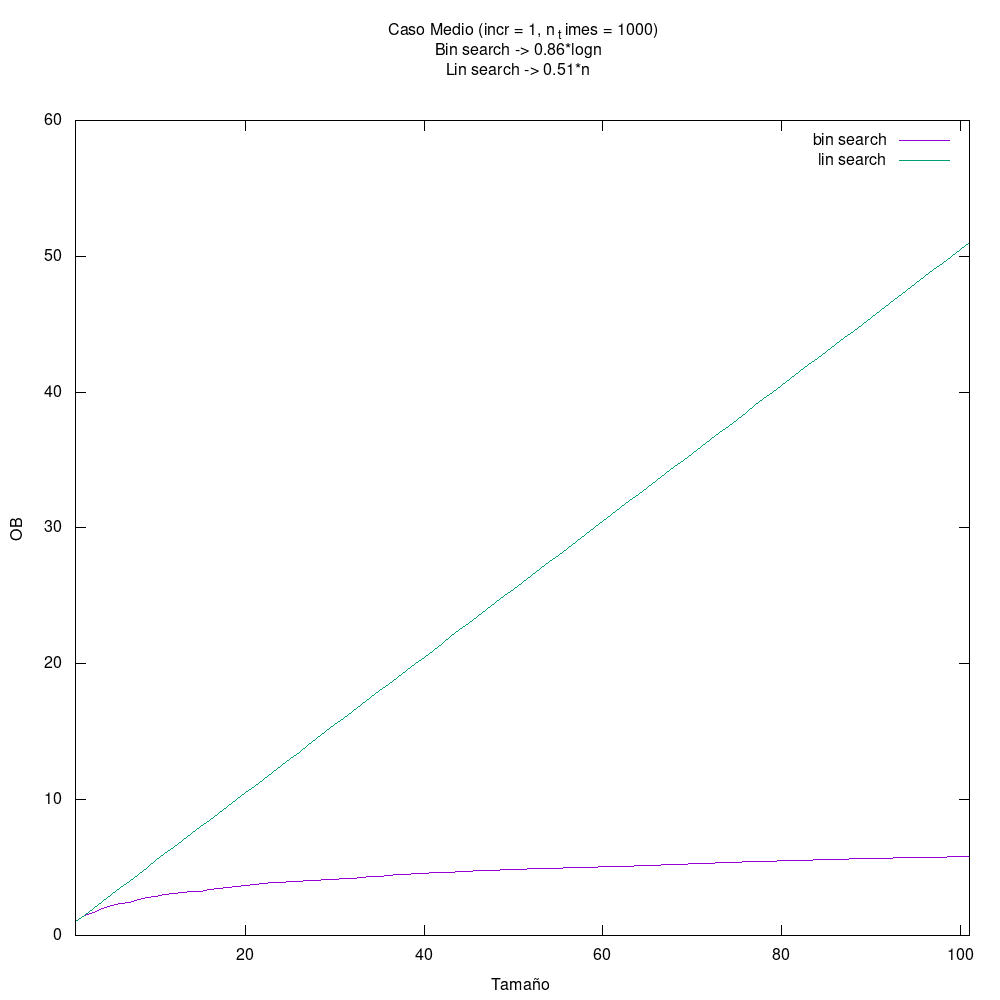 Caso Medio (incr = 1, n t imes = 1000)
Bin search -> 0.86*logn
Lin search -> 0.51*n
60
bin search
lin search
50
40
30
OB
20
10
0
20 40 60 80 100
Tamaño